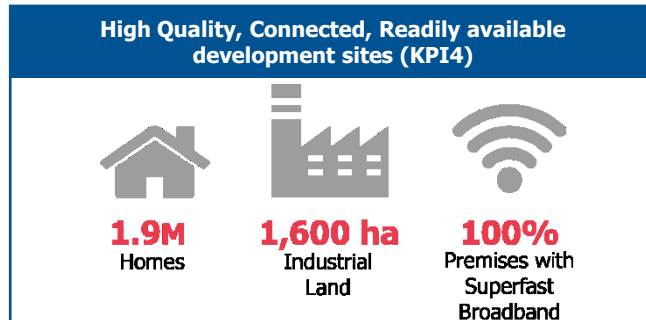 High Quality, Connected, Readily available
development sites (KPI4)
1.9M
Homes
1,600 ha
Industrial
Land
100%
Premises with
Superfast
Broadband